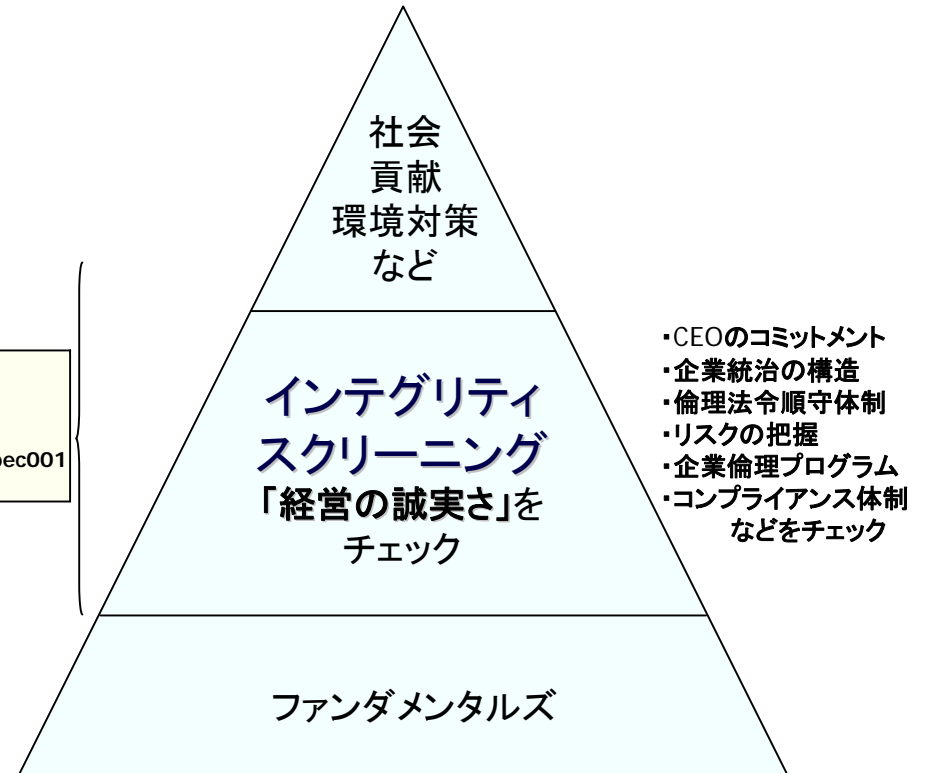 社会
貢献
環境対策
など
インテグリティ
スクリーニング
「経営の誠実さ」を
チェック
ファンダメンタルズ
・CEOのコミットメント
・企業統治の構造
・倫理法令順守体制
・リスクの把握
・企業倫理プログラム
・コンプライアンス体制
などをチェック